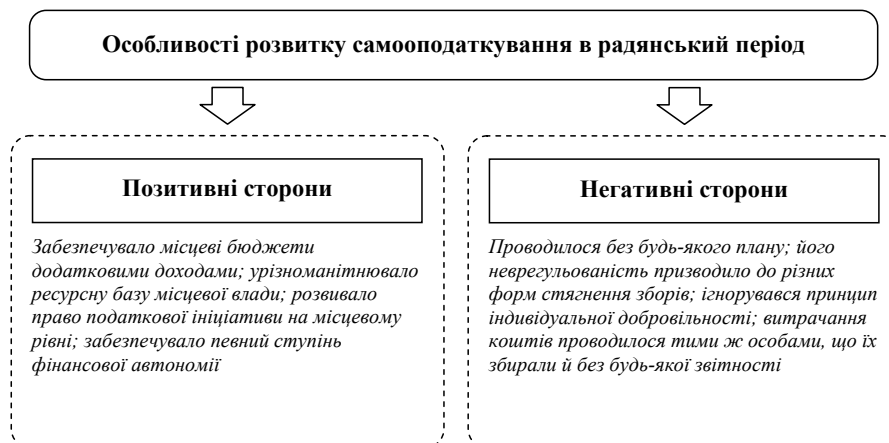 Особливості розвитку самооподаткування в радянський період
Позитивні сторони
Забезпечувало місцеві бюджети
додатковими доходами; урізноманітнювало
ресурсну базу місцевої влади; розвивало
право податкової ініціативи на місцевому
рівні; забезпечувало певний ступінь
фінансової автономії
Негативні сторони
Проводилося без будь-якого плану; його
неврегульованість призводило до різних
форм стягнення зборів; ігнорувався принцип
індивідуальної добровільності; витрачання
коштів проводилося тими ж особами, що їх
збирали й без будь-якої звітності